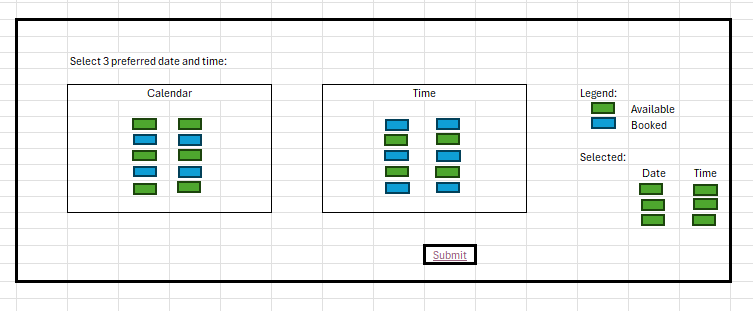 Select 3 preferred date and time:
Calendar
Time
Legend:
Available
Booked
Selected:
Date Time
Submit